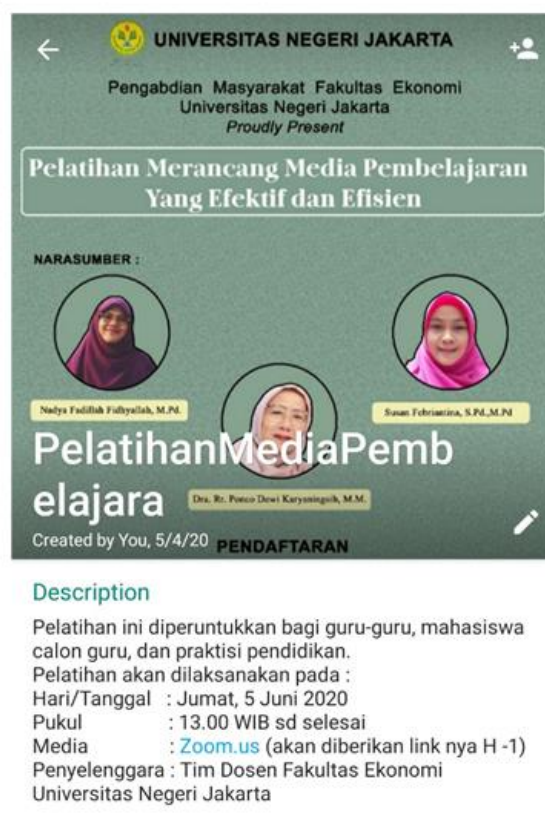 UNIVERSITAS NEGERI JAKARTA
Pengabdian Masyarakat Fakultas Ekonomi
Universitas Negeri Jakarta
Proudly Present
Pelatihan Merancang Media Pembelajaran
Yang Efektif dan Efisien
NARASUMBER :
Nadya Fadillah Fidhyallah, M.Pd.
Susan Febriantina, S.Pd.,M.Pd
PelatihanMediaPemb
elajara
Dra. Rr. Ponco Dewi Karyaningsih, M.M.
Created by You, 5/4/20
PENDAFTARAN
Description
Pelatihan ini diperuntukkan bagi guru-guru, mahasiswa
calon guru, dan praktisi pendidikan.
Pelatihan akan dilaksanakan pada :
Hari/Tanggal : Jumat, 5 Juni 2020
Pukul : 13.00 WIB sd selesai
Media : Zoom.us (akan diberikan link nya H -1)
Penyelenggara : Tim Dosen Fakultas Ekonomi
Universitas Negeri Jakarta